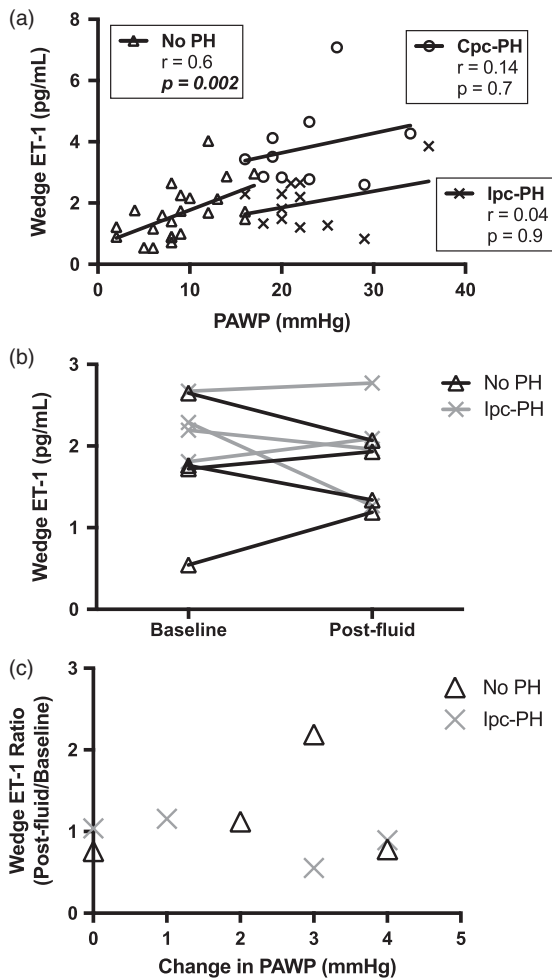 (a)
8
6
4
2
0
Wedge ET-1 (pg/mL)
No PH
r = 0.6
p = 0.002
Cpc-PH
r = 0.14
p = 0.7
Ipc-PH
r = 0.04
p = 0.9
0 10 20 30 40
PAWP (mmHg)
(b)
3
2
1
0
Wedge ET-1 (pg/mL)
No PH
Ipc-PH
Baseline Post-fluid
(c)
3
2
1
0
Wedge ET-1 Ratio
(Post-fluid/Baseline)
No PH
Ipc-PH
0 1 2 3 4 5
Change in PAWP (mmHg)